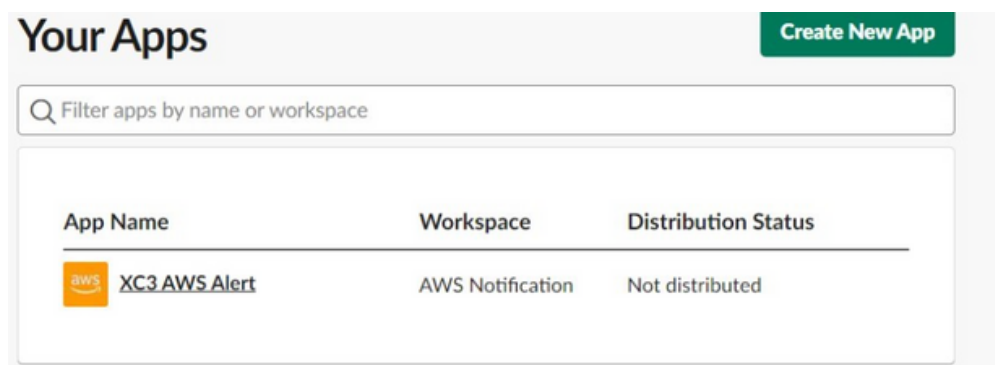 Your Apps
Create New App
Filter apps by name or workspace
App Name Workspace Distribution Status
aws XC3 AWS Alert AWS Notification Not distributed